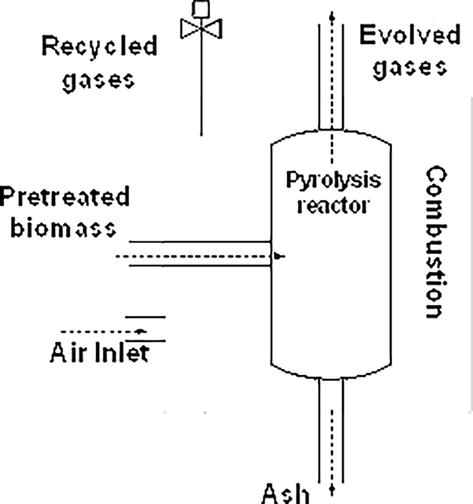 Recycled
gases
Evolved
gases
Pyrolysis
reactor
Combustion
Pretreated
biomass
Air Inlet
Ash